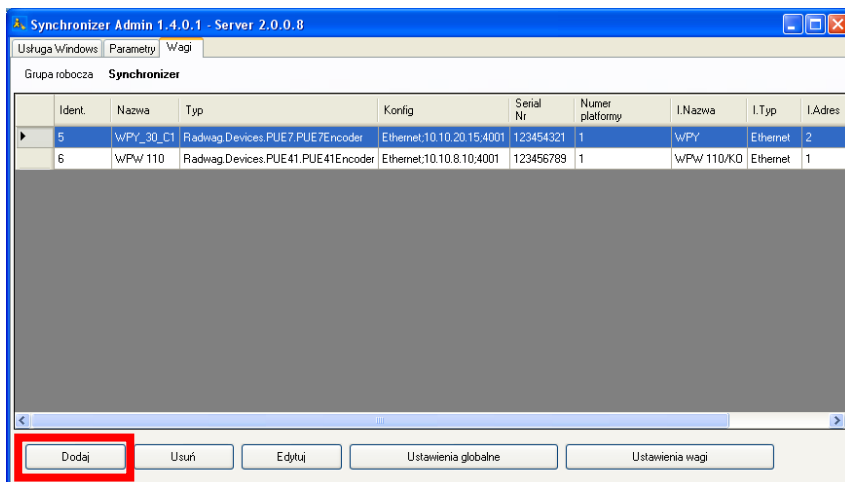 Synchronizer Admin 1.4.0.1 - Server 2.0.0.8
Usługa Windows Parametry Wagi
Grupa robocza Synchronizer
Ident. Nazwa Typ Konfig Serial Nr Numer platformy I.Nazwa I.Typ I.Adres
5 WPY_30_C1 Radwag.Devices.PUE7.PUE7Encoder Ethernet;10.10.20.15;4001 123454321 1 WPY Ethernet 2
6 WPW 110 Radwag.Devices.PUE41.PUE41Encoder Ethernet;10.10.8.10;4001 123456789 1 WPW 110/KO Ethernet 1
Dodaj Usuń Edytuj Ustawienia globalne Ustawienia wagi